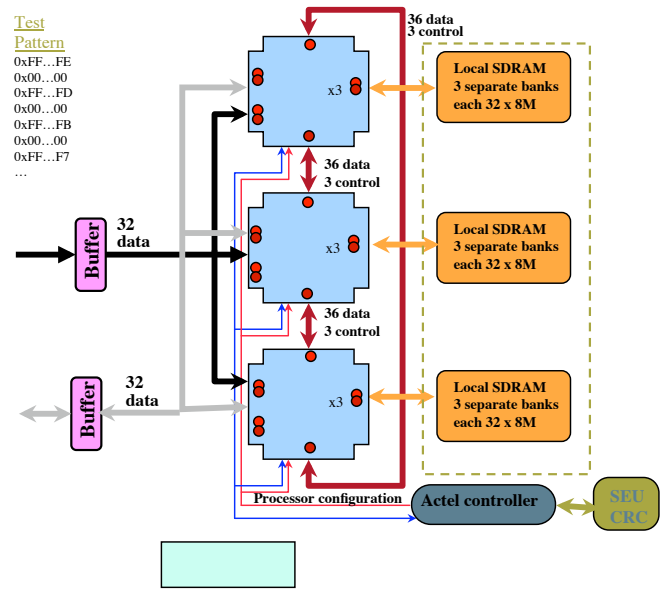 Test
Pattern
0xFF…FE
0x00…00
0xFF…FD
0x00…00
0xFF…FB
0x00…00
0xFF…F7
…
36 data
3 control
x3
Local SDRAM
3 separate banks
each 32 x 8M
36 data
3 control
Buffer
32
data
x3
Local SDRAM
3 separate banks
each 32 x 8M
36 data
3 control
Buffer
32
data
x3
Local SDRAM
3 separate banks
each 32 x 8M
Processor configuration
Actel controller
SEU
CRC